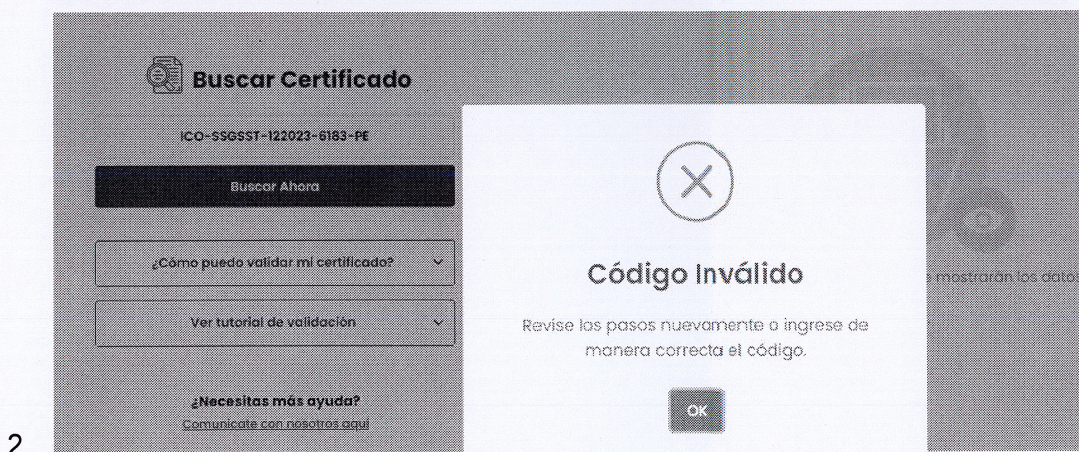 Buscar Certificado
ICO-SSGSST-122023-6183-PE
Buscar Ahora
¿Cómo puedo validar mi certificado?
Ver tutorial de validación
¿Necesitas más ayuda?
Comunicate con nosotros aquí
Código Inválido
Revise los pasos nuevamente o ingrese de
manera correcta el código.
OK
mostrarán los datos
2